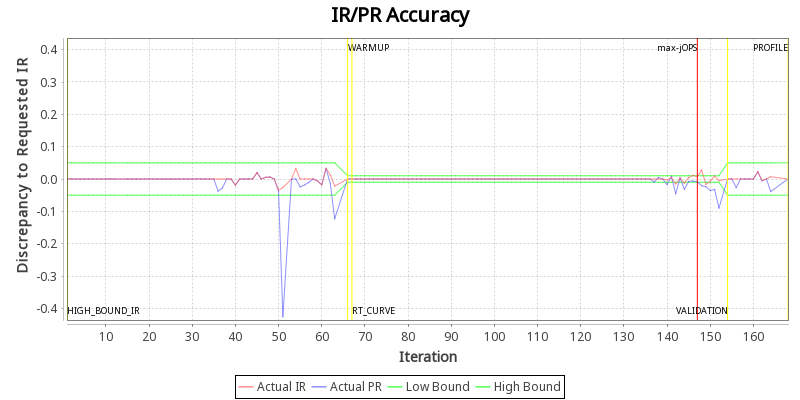 IR/PR Accuracy
Discrepancy to Requested IR
0.4
0.3
0.2
0.1
0.0
-0.1
-0.2
-0.3
-0.4
WARMUP
max-jOPS
PROFILE
HIGH_BOUND_IR
RT_CURVE
VALIDATION
10 20 30 40 50 60 70 80 90 100 110 120 130 140 150 160
Iteration
Actual IR Actual PR Low Bound High Bound